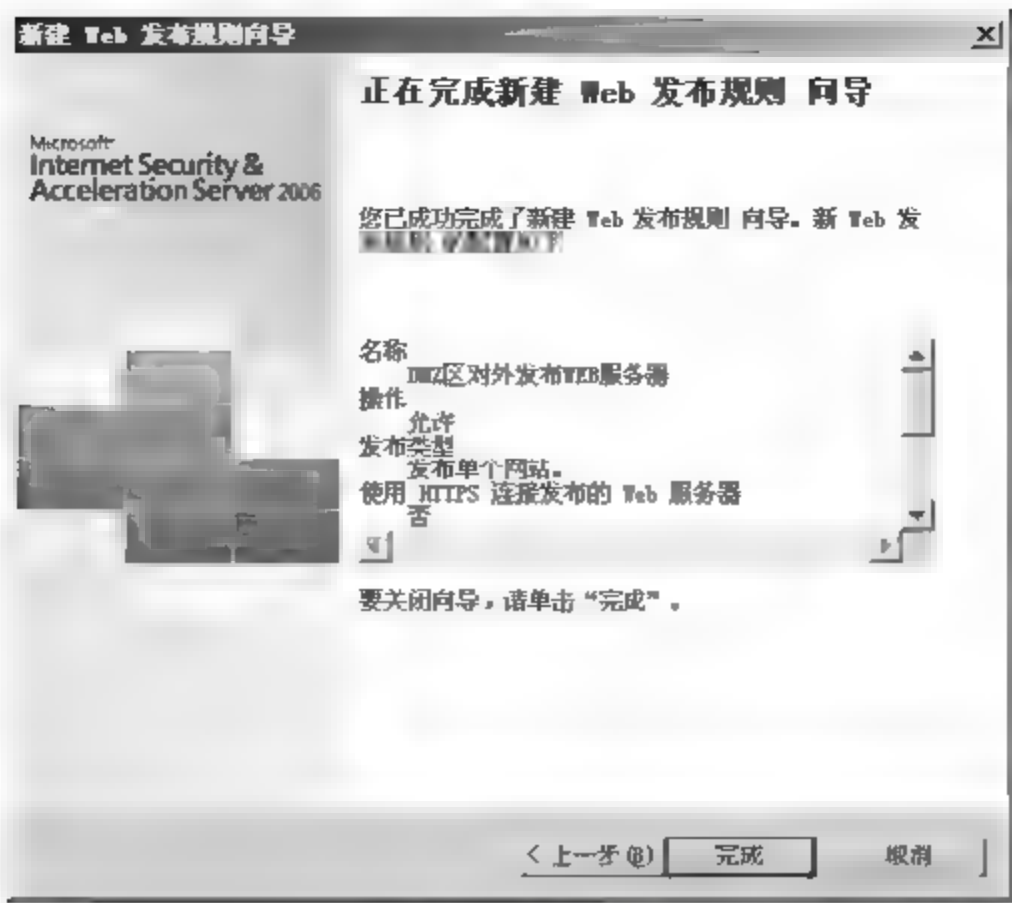 新建 Web 发布规则向导
正在完成新建 Web 发布规则 向导
Microsoft
Internet Security &
Acceleration Server 2006
您已成功完成了新建 Web 发布规则 向导。新 Web 发
名称
DMZ区对外发布WEB服务器
操作
允许
发布类型
发布单个网站。
使用 HTTPS 连接发布的 Web 服务器
否
要关闭向导，请单击“完成”。
< 上一步(B)
完成
取消